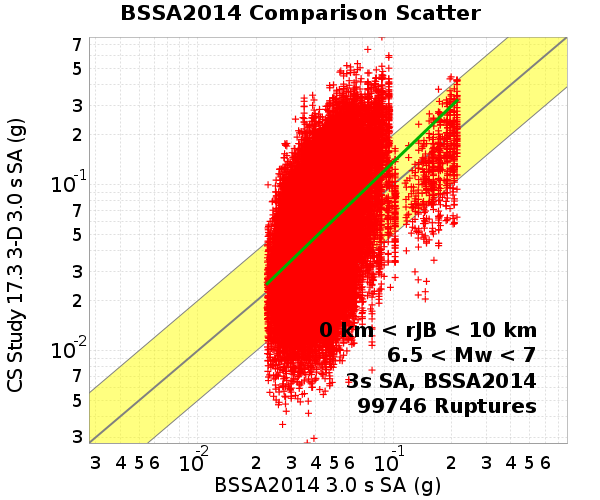 BSSA2014 Comparison Scatter
CS Study 17.3 3-D 3.0 s SA (g)
7
5
3
2
10-1
7
5
3
2
10-2
7
5
3
0 km < rJB < 10 km
6.5 < Mw < 7
3s SA, BSSA2014
99746 Ruptures
3 4 5 6 10-2 2 3 4 5 6 10-1 2 3 4 5 6
BSSA2014 3.0 s SA (g)